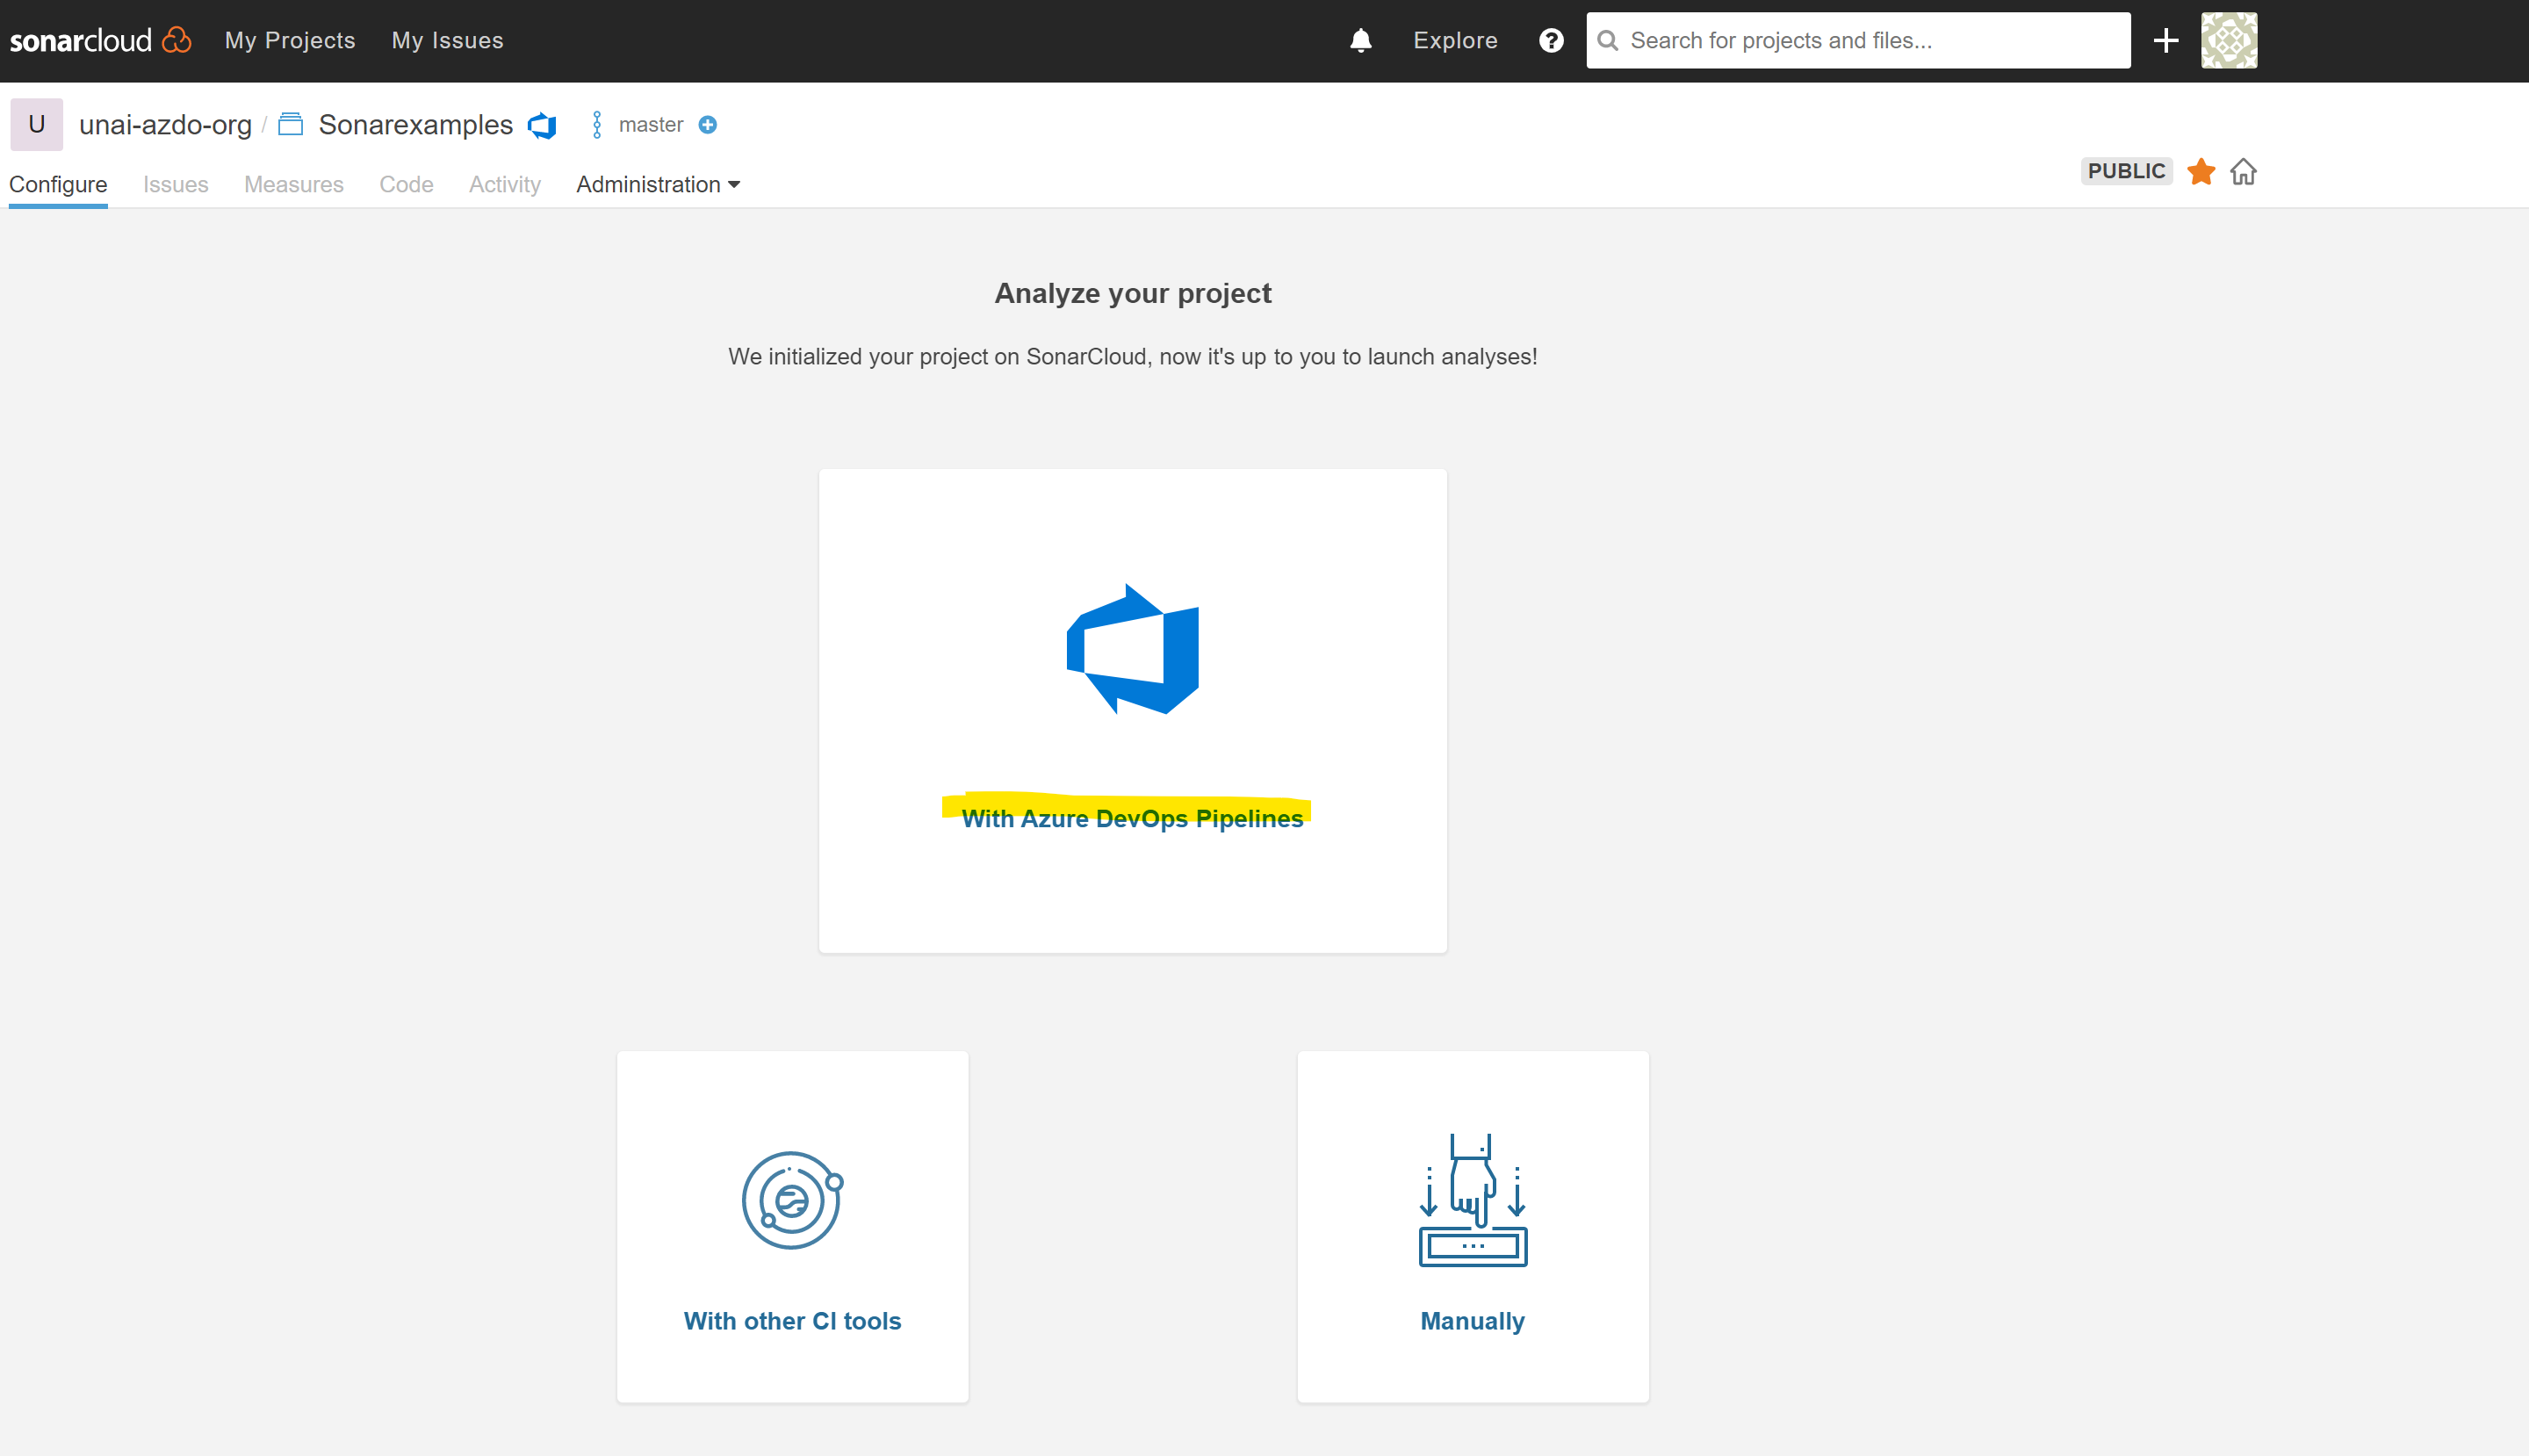 sonarcloud My Projects My Issues Explore ? Search for projects and files...
U unai-azdo-org / Sonarexamples master
Configure Issues Measures Code Activity Administration PUBLIC
Analyze your project
We initialized your project on SonarCloud, now it's up to you to launch analyses!
With Azure DevOps Pipelines
With other CI tools
Manually